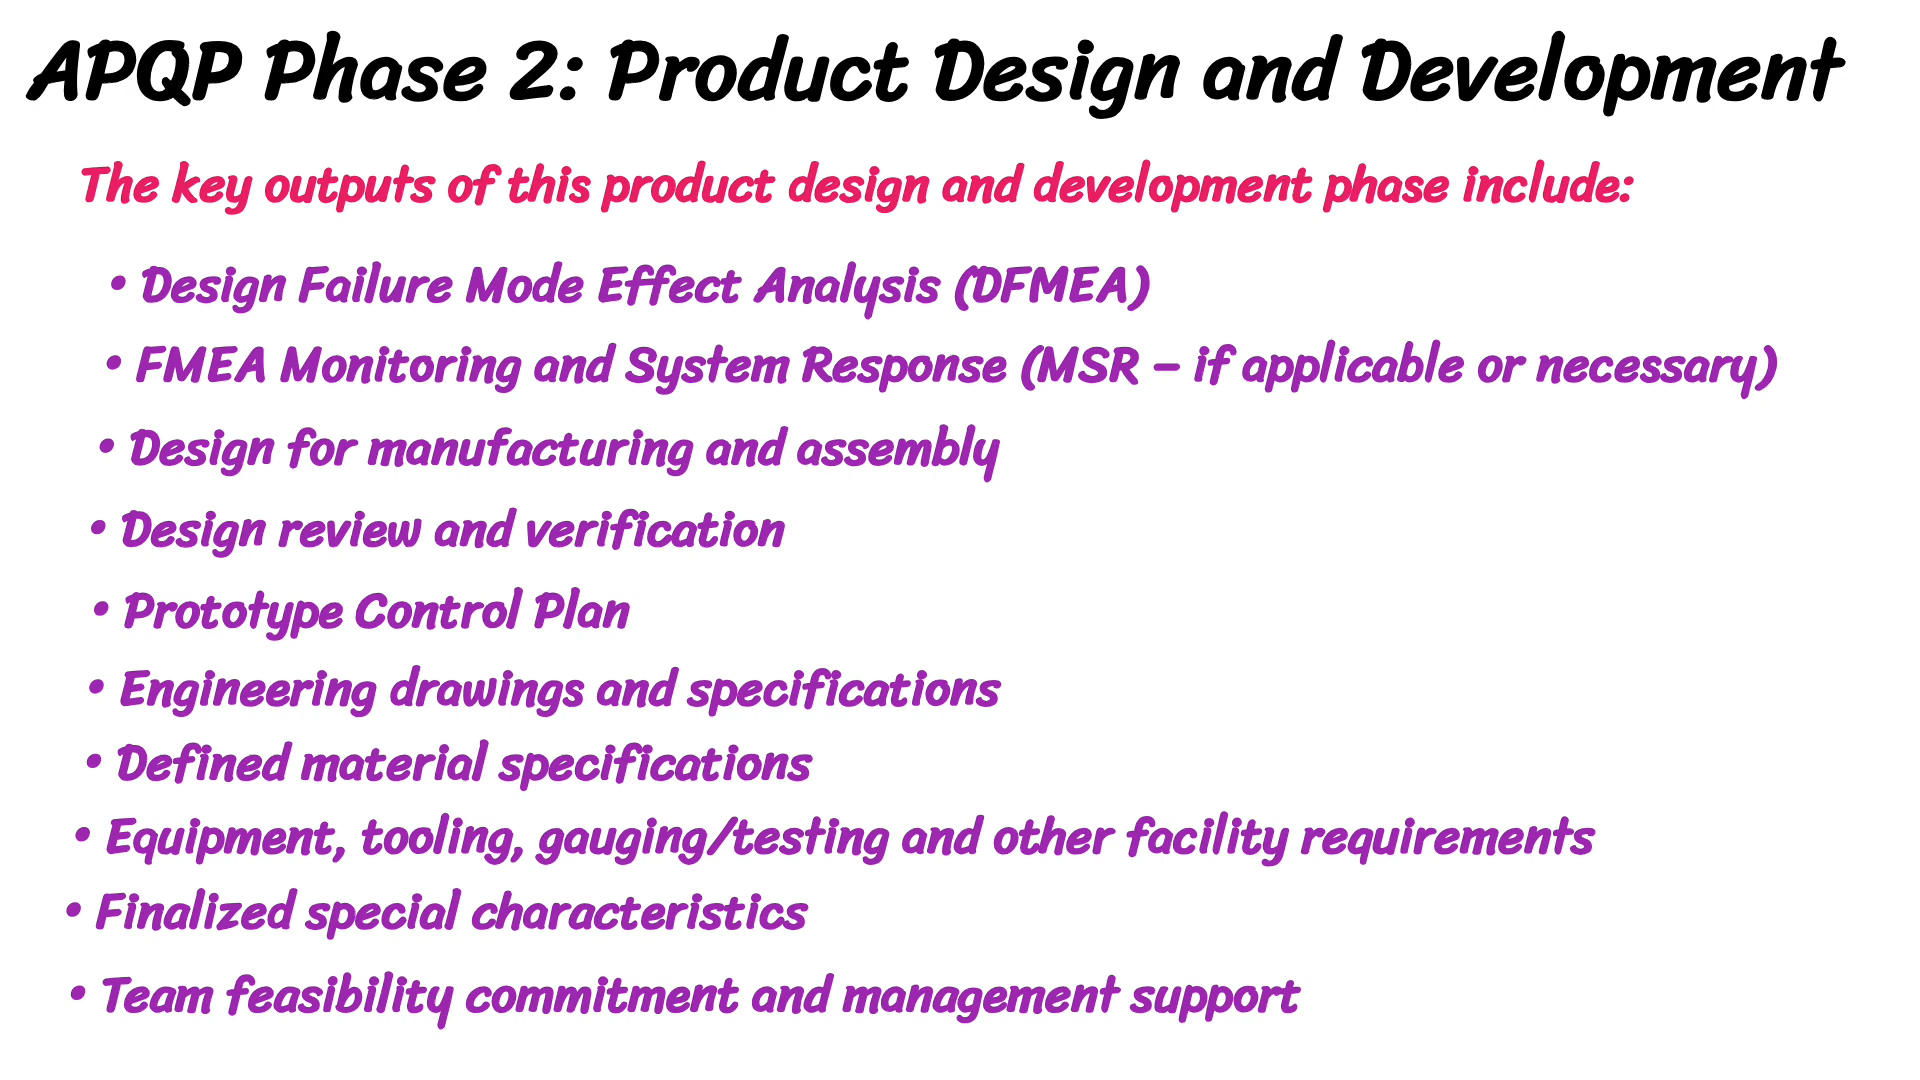 APQP Phase 2: Product Design and Development
The key outputs of this product design and development phase include:
• Design Failure Mode Effect Analysis (DFMEA)
• FMEA Monitoring and System Response (MSR – if applicable or necessary)
• Design for manufacturing and assembly
• Design review and verification
• Prototype Control Plan
• Engineering drawings and specifications
• Defined material specifications
• Equipment, tooling, gauging/testing and other facility requirements
• Finalized special characteristics
• Team feasibility commitment and management support